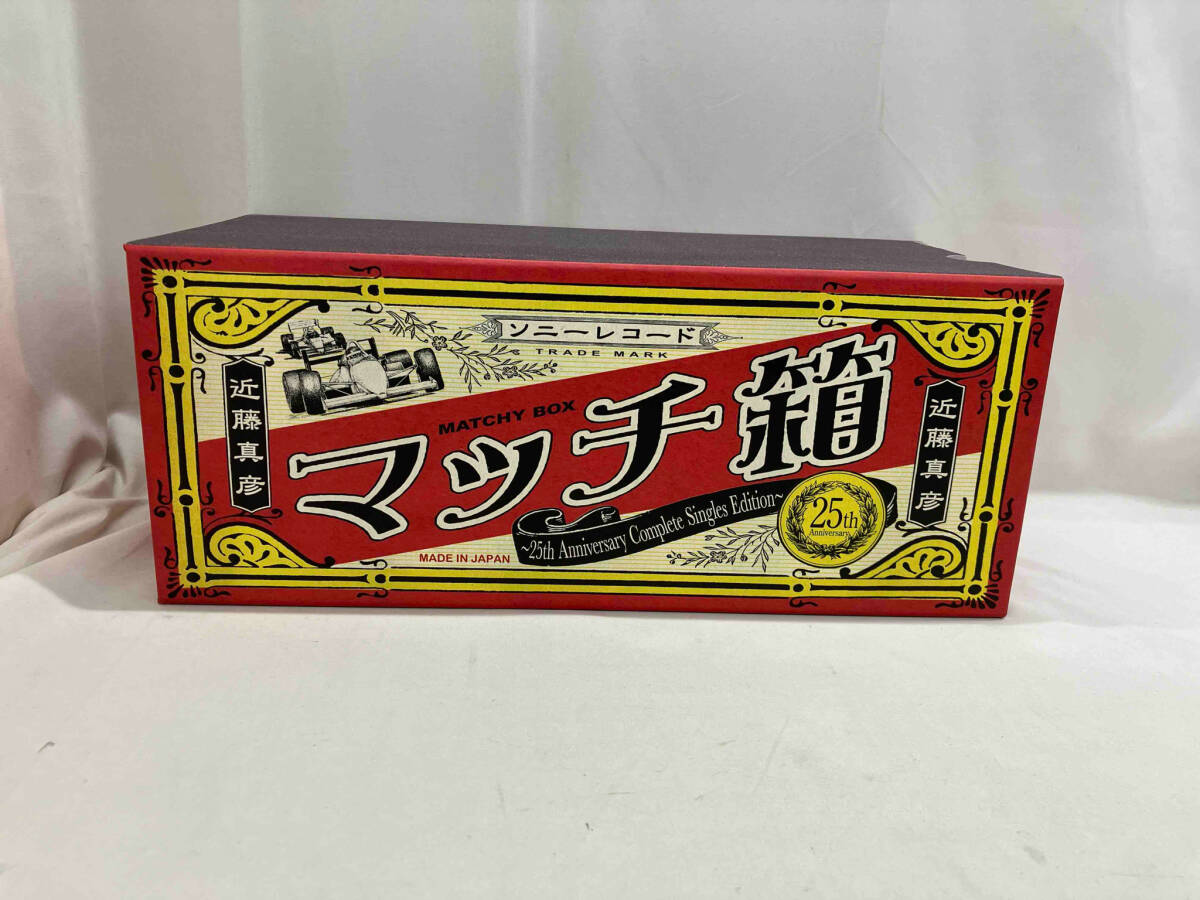 ソニーレコード
TRADE MARK
近藤真彦
MATCHY BOX
マッチ箱
近藤真彦
~25th Anniversary Complete Singles Edition~
25th
Anniversary
MADE IN JAPAN